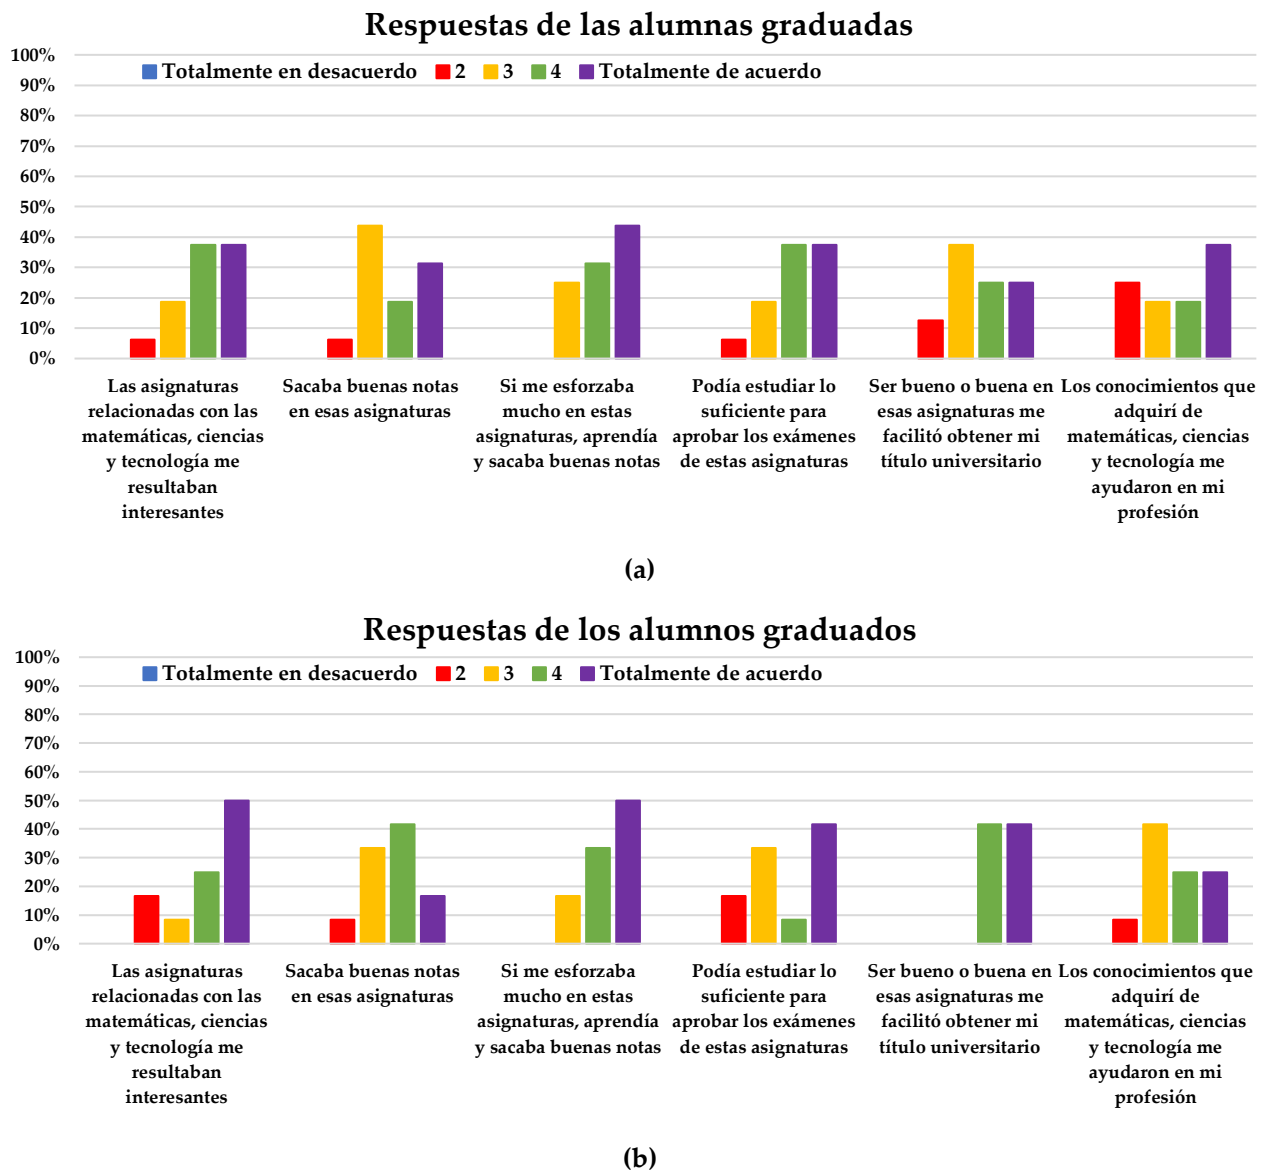 Respuestas de las alumnas graduadas
100%
Totalmente en desacuerdo 2 3 4 Totalmente de acuerdo
90%
80%
70%
60%
50%
40%
30%
20%
10%
0%
Las asignaturas
relacionadas con las
matemáticas, ciencias
y tecnología me
resultaban
interesantes
Sacaba buenas notas
en esas asignaturas
Si me esforzaba
mucho en estas
asignaturas, aprendía
y sacaba buenas notas
Podía estudiar lo
suficiente para
aprobar los exámenes
de estas asignaturas
Ser bueno o buena en
esas asignaturas me
facilitó obtener mi
título universitario
Los conocimientos que
adquirí de
matemáticas, ciencias
y tecnología me
ayudaron en mi
profesión
(a)
Respuestas de los alumnos graduados
100%
Totalmente en desacuerdo 2 3 4 Totalmente de acuerdo
90%
80%
70%
60%
50%
40%
30%
20%
10%
0%
Las asignaturas
relacionadas con las
matemáticas, ciencias
y tecnología me
resultaban
interesantes
Sacaba buenas notas
en esas asignaturas
Si me esforzaba
mucho en estas
asignaturas, aprendía
y sacaba buenas notas
Podía estudiar lo
suficiente para
aprobar los exámenes
de estas asignaturas
Ser bueno o buena en
esas asignaturas me
facilitó obtener mi
título universitario
Los conocimientos que
adquirí de
matemáticas, ciencias
y tecnología me
ayudaron en mi
profesión
(b)